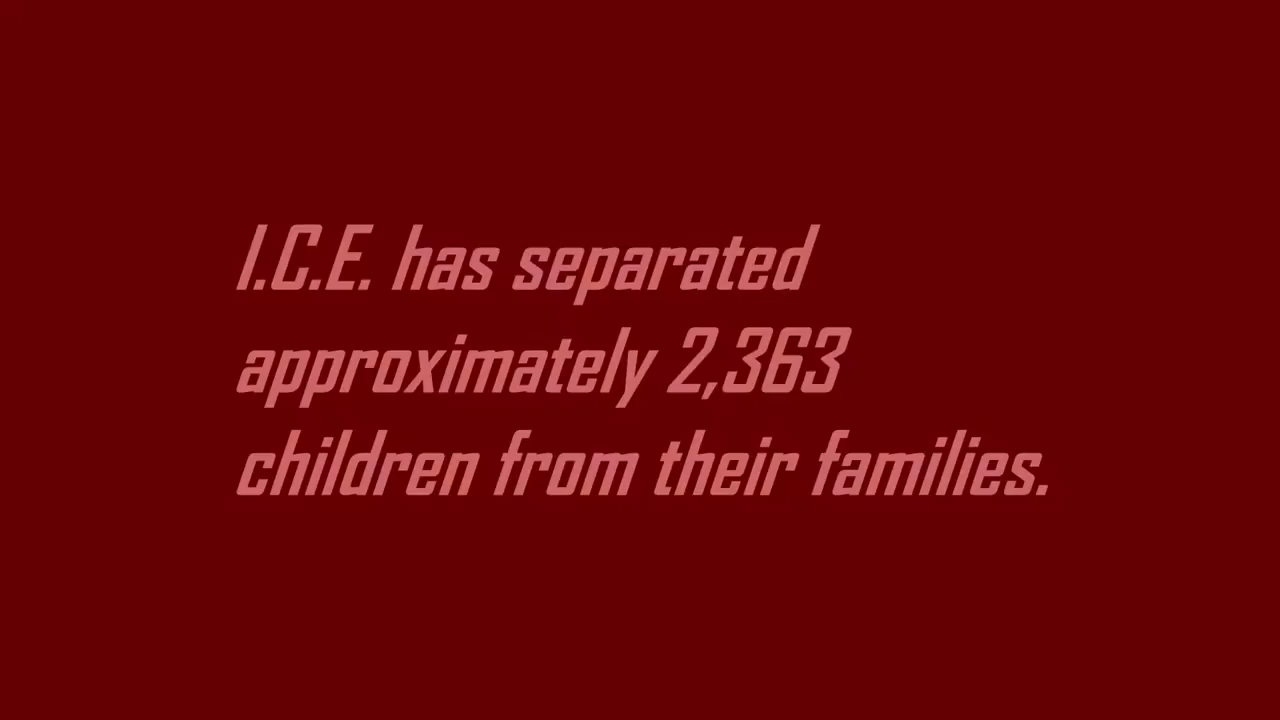 I.C.E. has separated
approximately 2,363
children from their families.